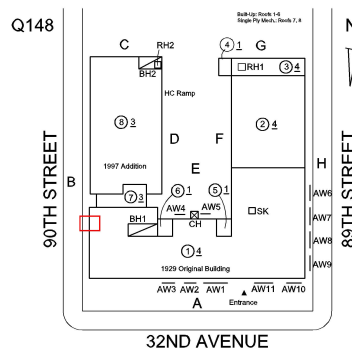 Q148
Built-Up: Roofs 1-6
Single Ply Mech.: Roofs 7, 8
N
C
RH2
4 1
G
BH2
RH1
3 4
HC Ramp
8 3
D
F
2 4
1997 Addition
E
H
B
7 3
6 1
5 1
AW6
AW4
AW5
AW7
BH1
CH
SK
AW8
1 4
1929 Original Building
AW9
AW3 AW2 AW1 AW11 AW10
A
Entrance
90TH STREET
89TH STREET
32ND AVENUE